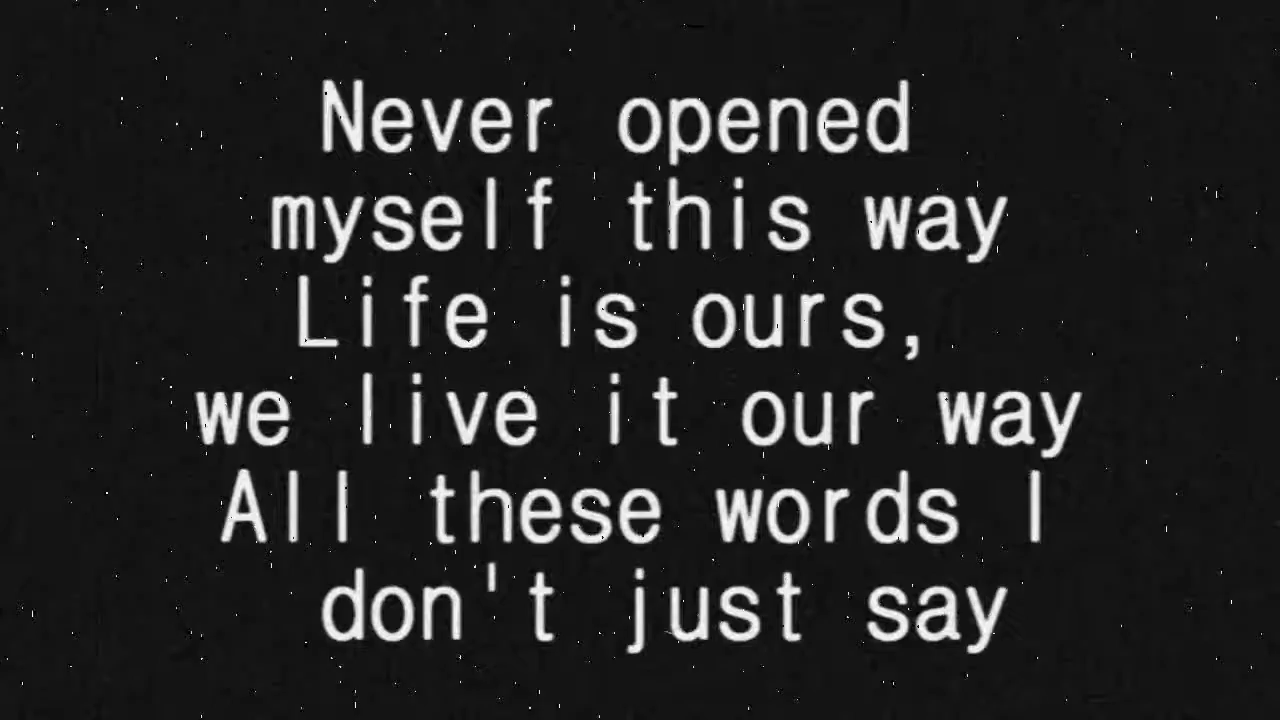 Never opened
myself this way
Life is ours,
we live it our way
All these words I
don't just say